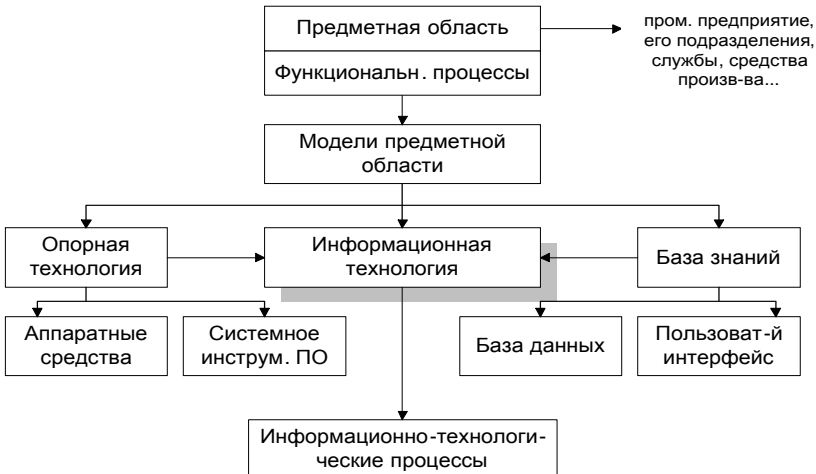 Предметная область
пром. предприятие,
его подразделения,
службы, средства
произв-ва...
Функциональн. процессы
Модели предметной
области
Опорная
технология
Информационная
технология
База знаний
Аппаратные
средства
Системное
инструм. ПО
База данных
Пользоват-й
интерфейс
Информационно-технологи-
ческие процессы